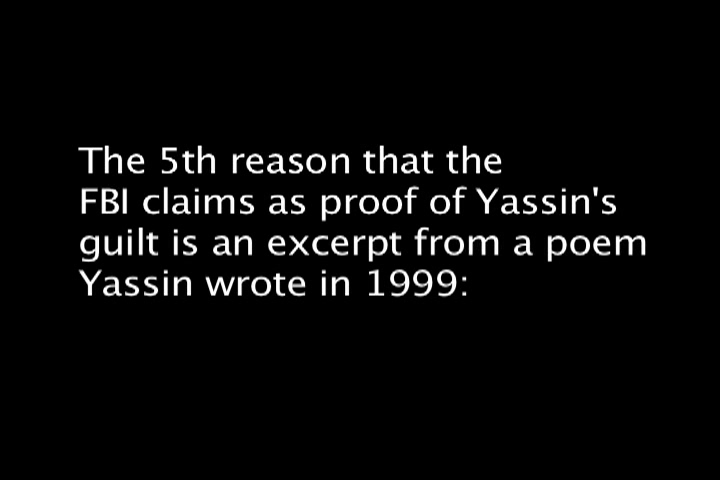 The 5th reason that the
FBI claims as proof of Yassin's
guilt is an excerpt from a poem
Yassin wrote in 1999: